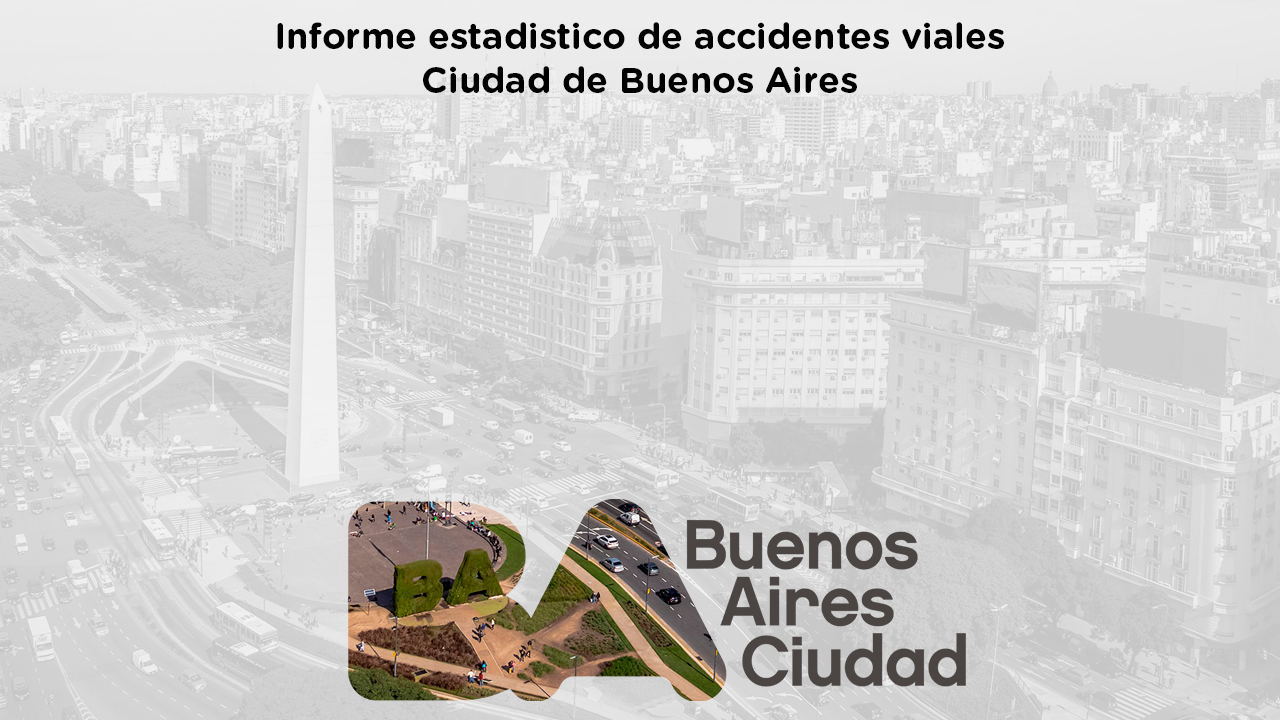 Informe estadistico de accidentes viales
Ciudad de Buenos Aires
BA
Buenos
Aires
Ciudad